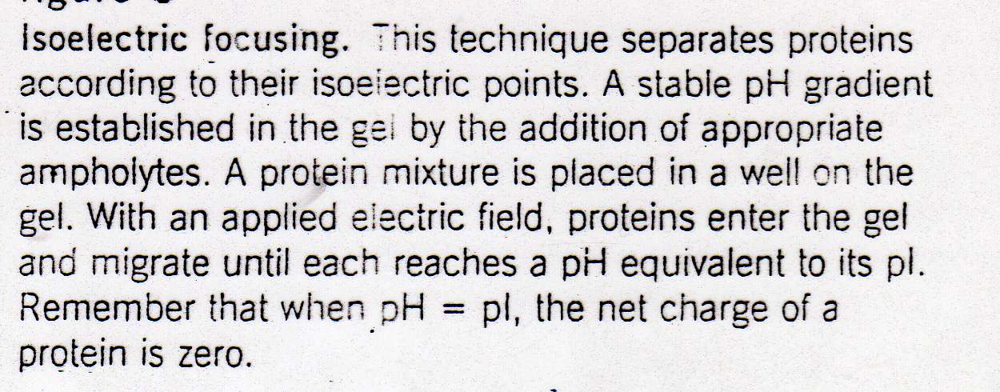 Isoelectric focusing. This technique separates proteins
according to their isoelectric points. A stable pH gradient
is established in the gel by the addition of appropriate
ampholytes. A protein mixture is placed in a well on the
gel. With an applied electric field, proteins enter the gel
and migrate until each reaches a pH equivalent to its pI.
Remember that when pH = pI, the net charge of a
protein is zero.